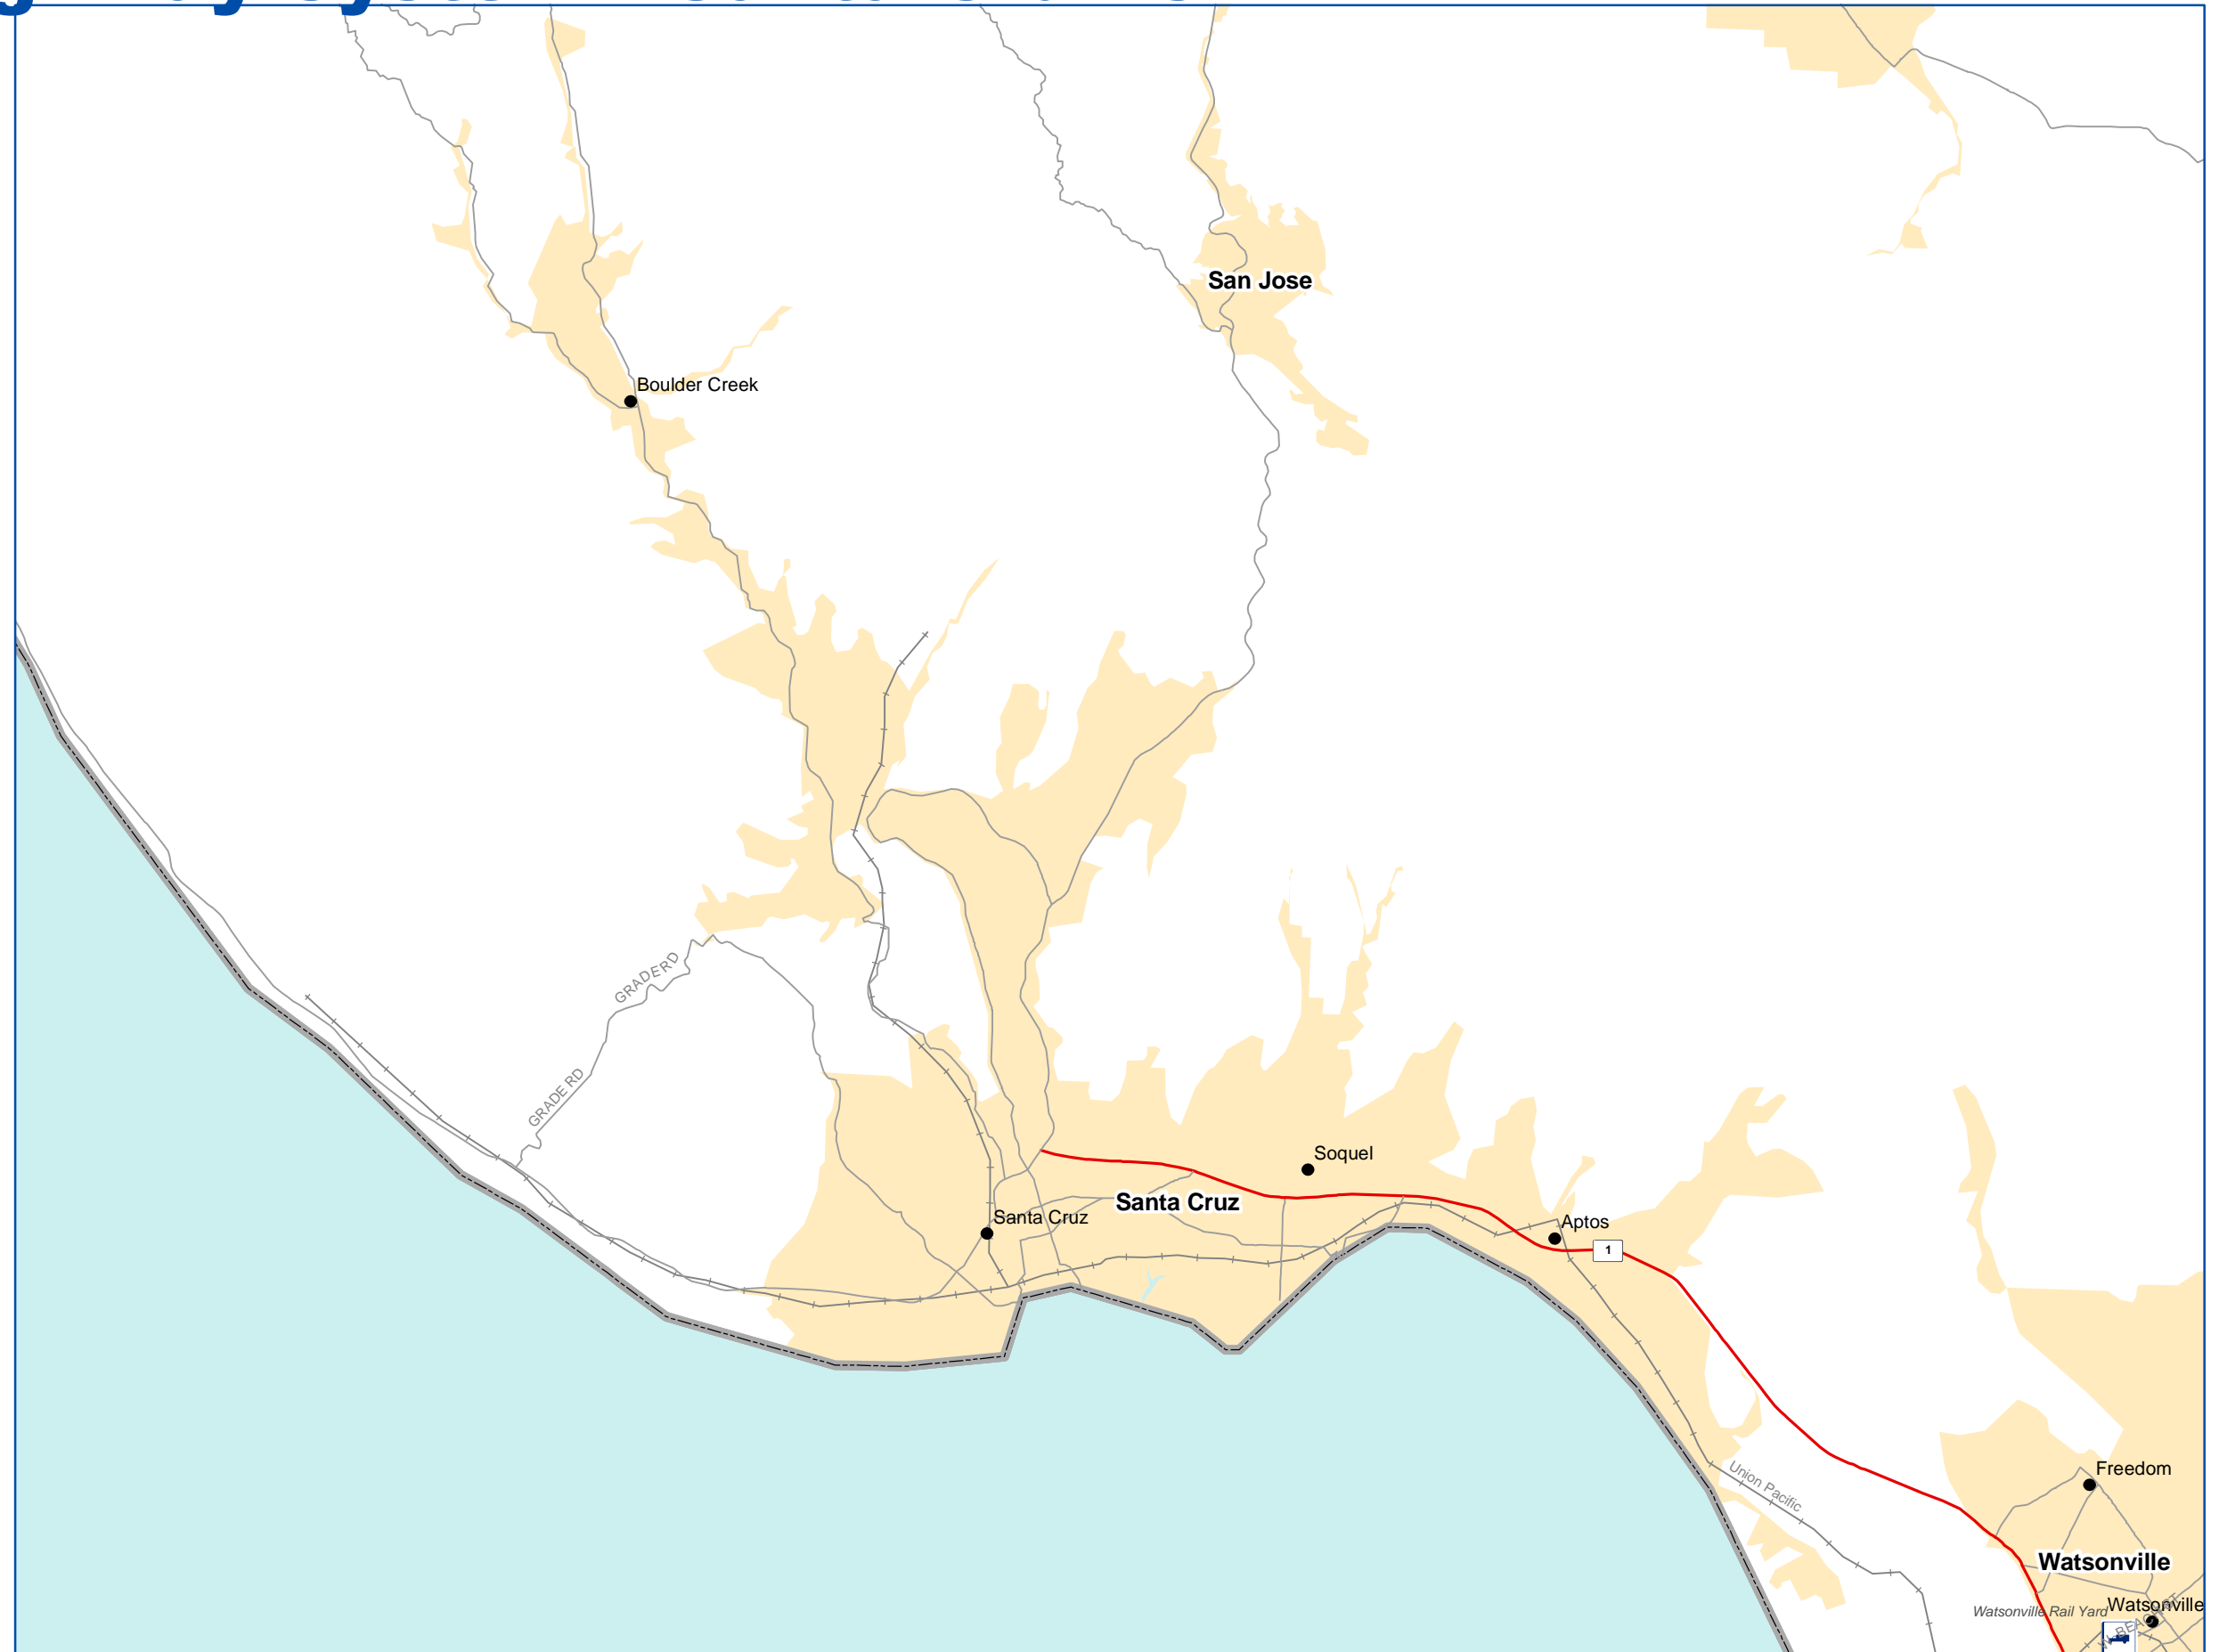 San Jose
Boulder Creek
GRADE RD
GRADE RD
Soquel
Santa Cruz
Santa Cruz
Aptos
1
Union Pacific
Freedom
Watsonville
Watsonville Rail Yard
Watsonville